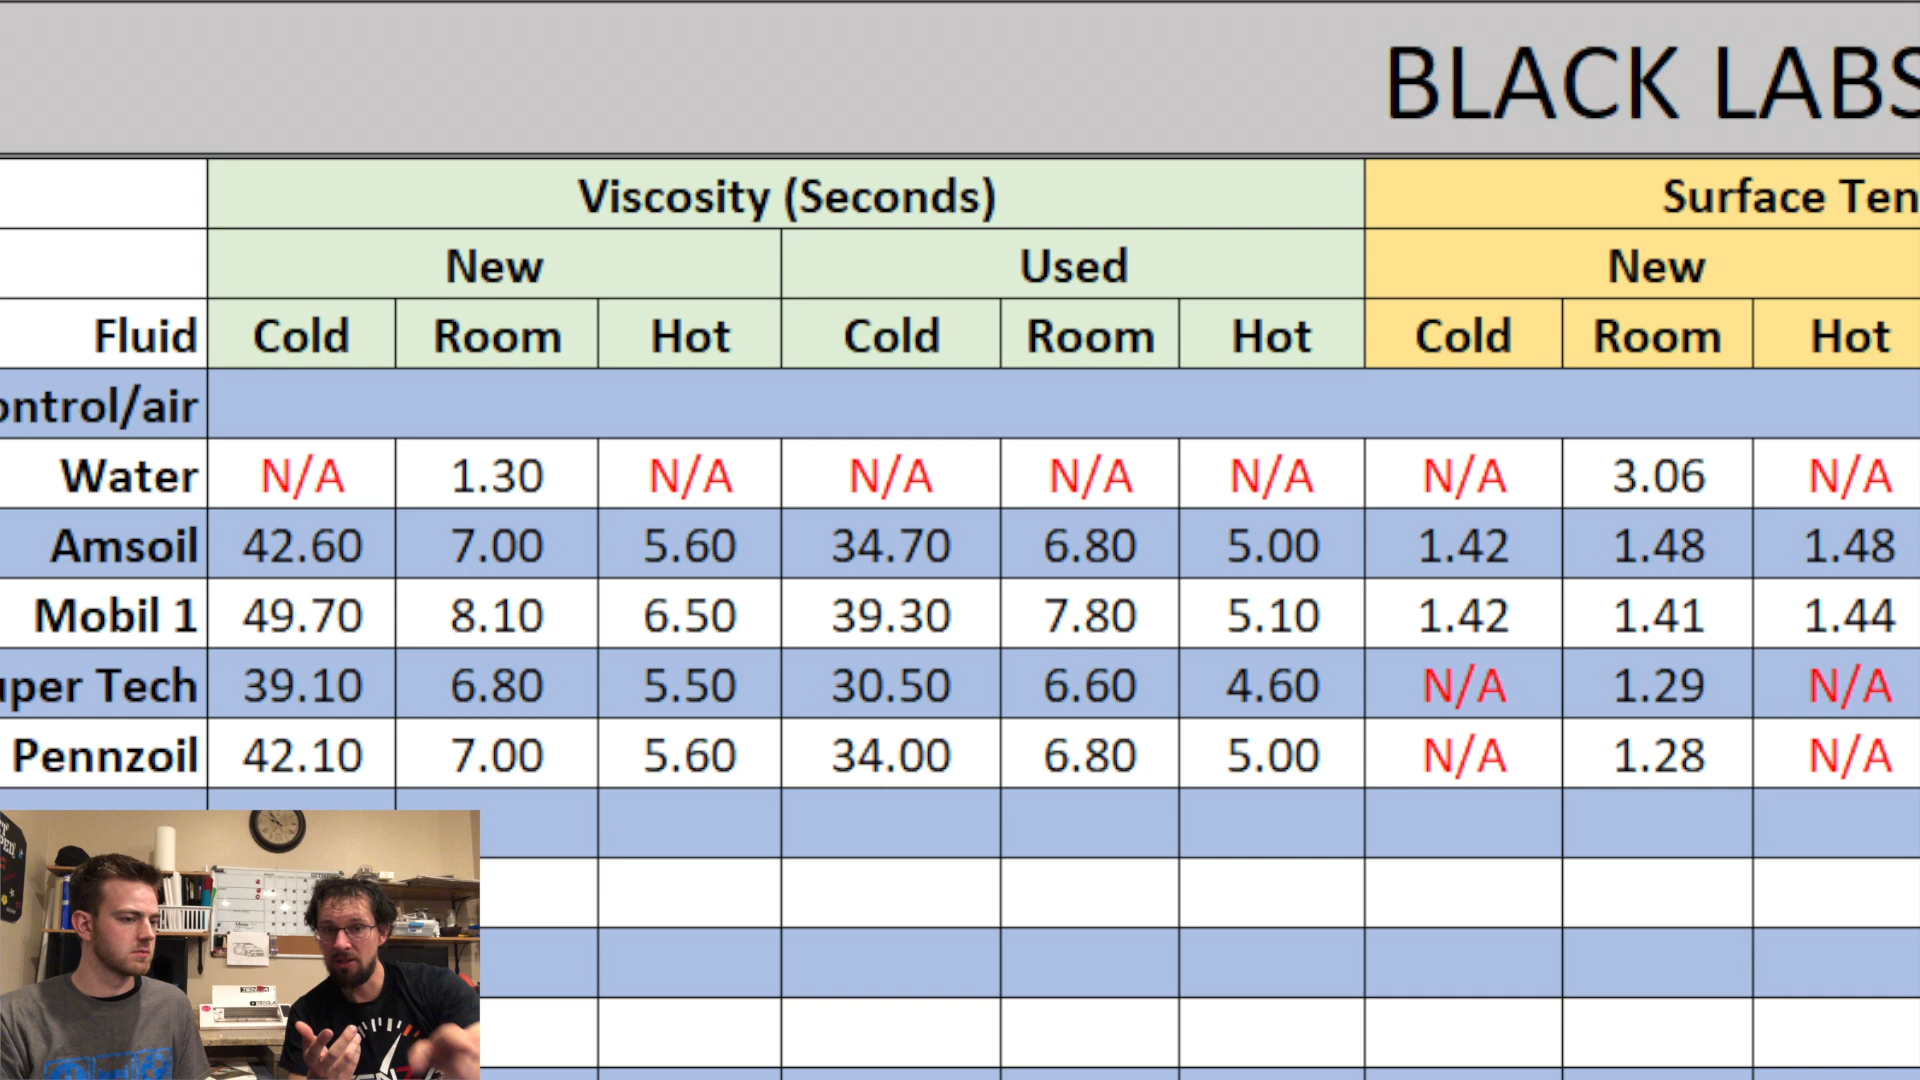 BLACK LABS
Viscosity (Seconds) Surface Ten
New Used New
Fluid Cold Room Hot Cold Room Hot Cold Room Hot
ontrol/air
Water N/A 1.30 N/A N/A N/A N/A N/A 3.06 N/A
Amsoil 42.60 7.00 5.60 34.70 6.80 5.00 1.42 1.48 1.48
Mobil 1 49.70 8.10 6.50 39.30 7.80 5.10 1.42 1.41 1.44
uper Tech 39.10 6.80 5.50 30.50 6.60 4.60 N/A 1.29 N/A
Pennzoil 42.10 7.00 5.60 34.00 6.80 5.00 N/A 1.28 N/A